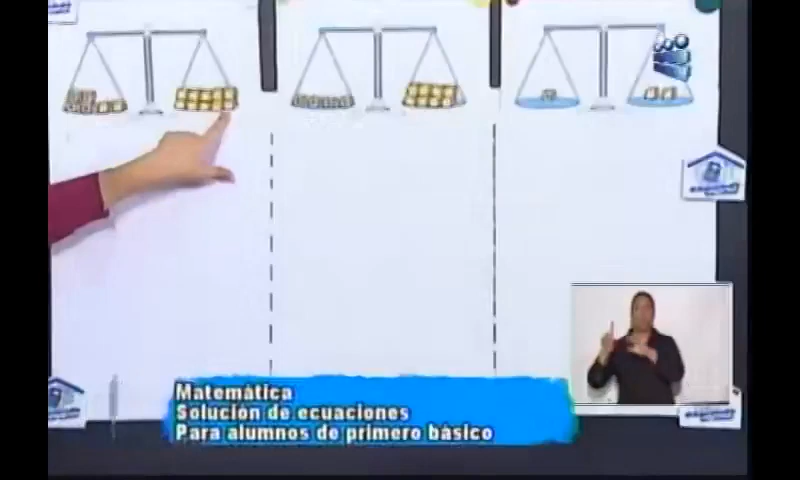 Matemática
Solución de ecuaciones
Para alumnos de primero básico